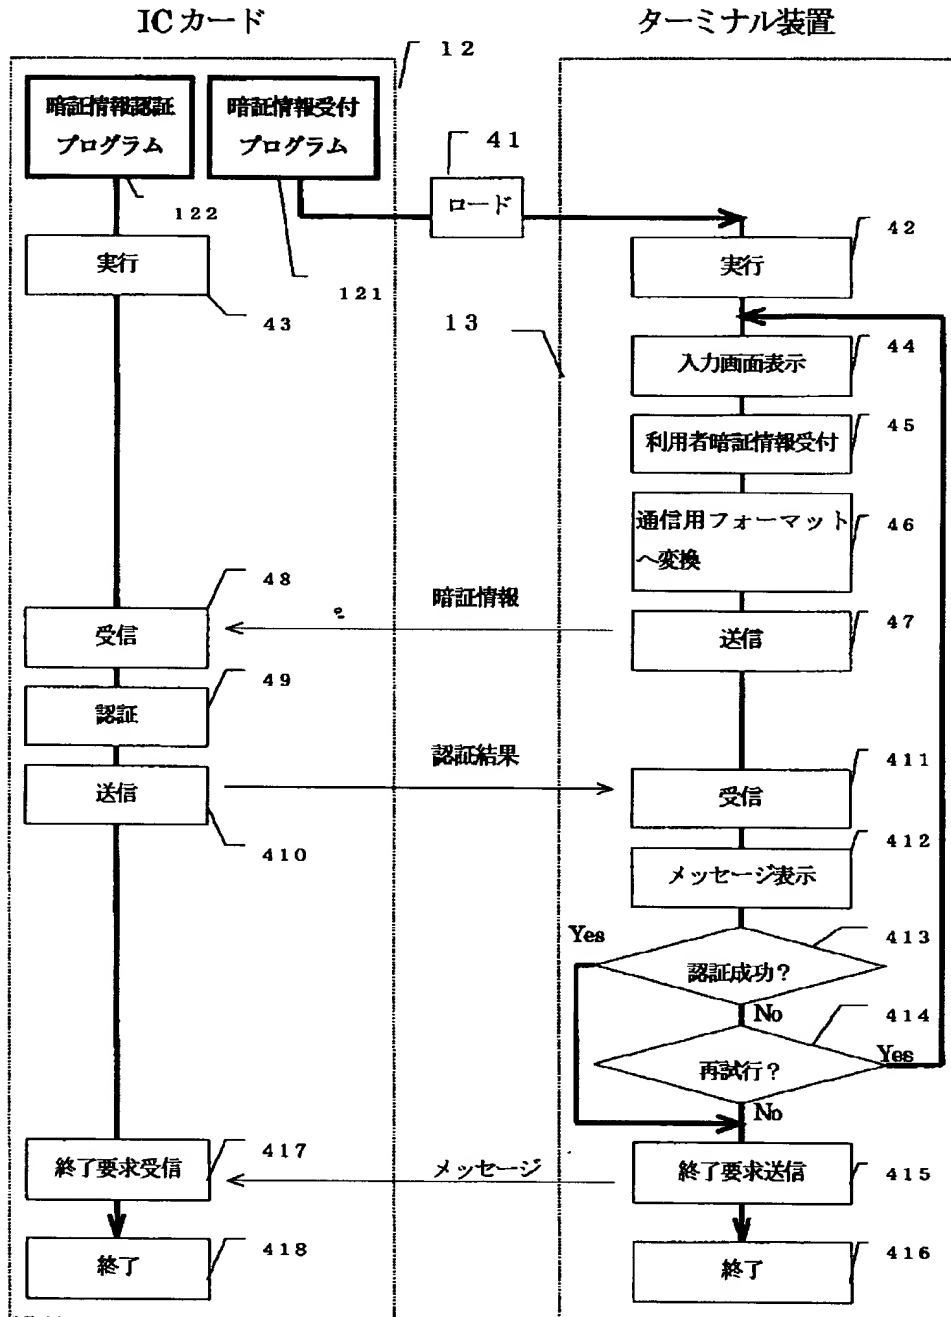 ICカード
ターミナル装置
12
暗証情報認証
プログラム
暗証情報受付
プログラム
41
ロード
122
121
42
実行
実行
43
13
44
入力画面表示
45
利用者暗証情報受付
46
通信用フォーマット
へ変換
48
暗証情報
47
受信
送信
49
認証
認証結果
411
送信
受信
410
412
メッセージ表示
Yes
413
認証成功?
No
414
再試行?
Yes
No
417
終了要求受信
メッセージ
終了要求送信
415
終了
418
終了
416